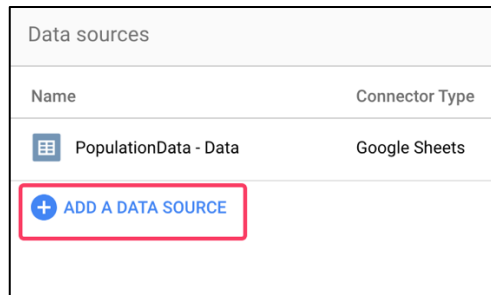 Data sources
Name Connector Type
PopulationData - Data Google Sheets
ADD A DATA SOURCE